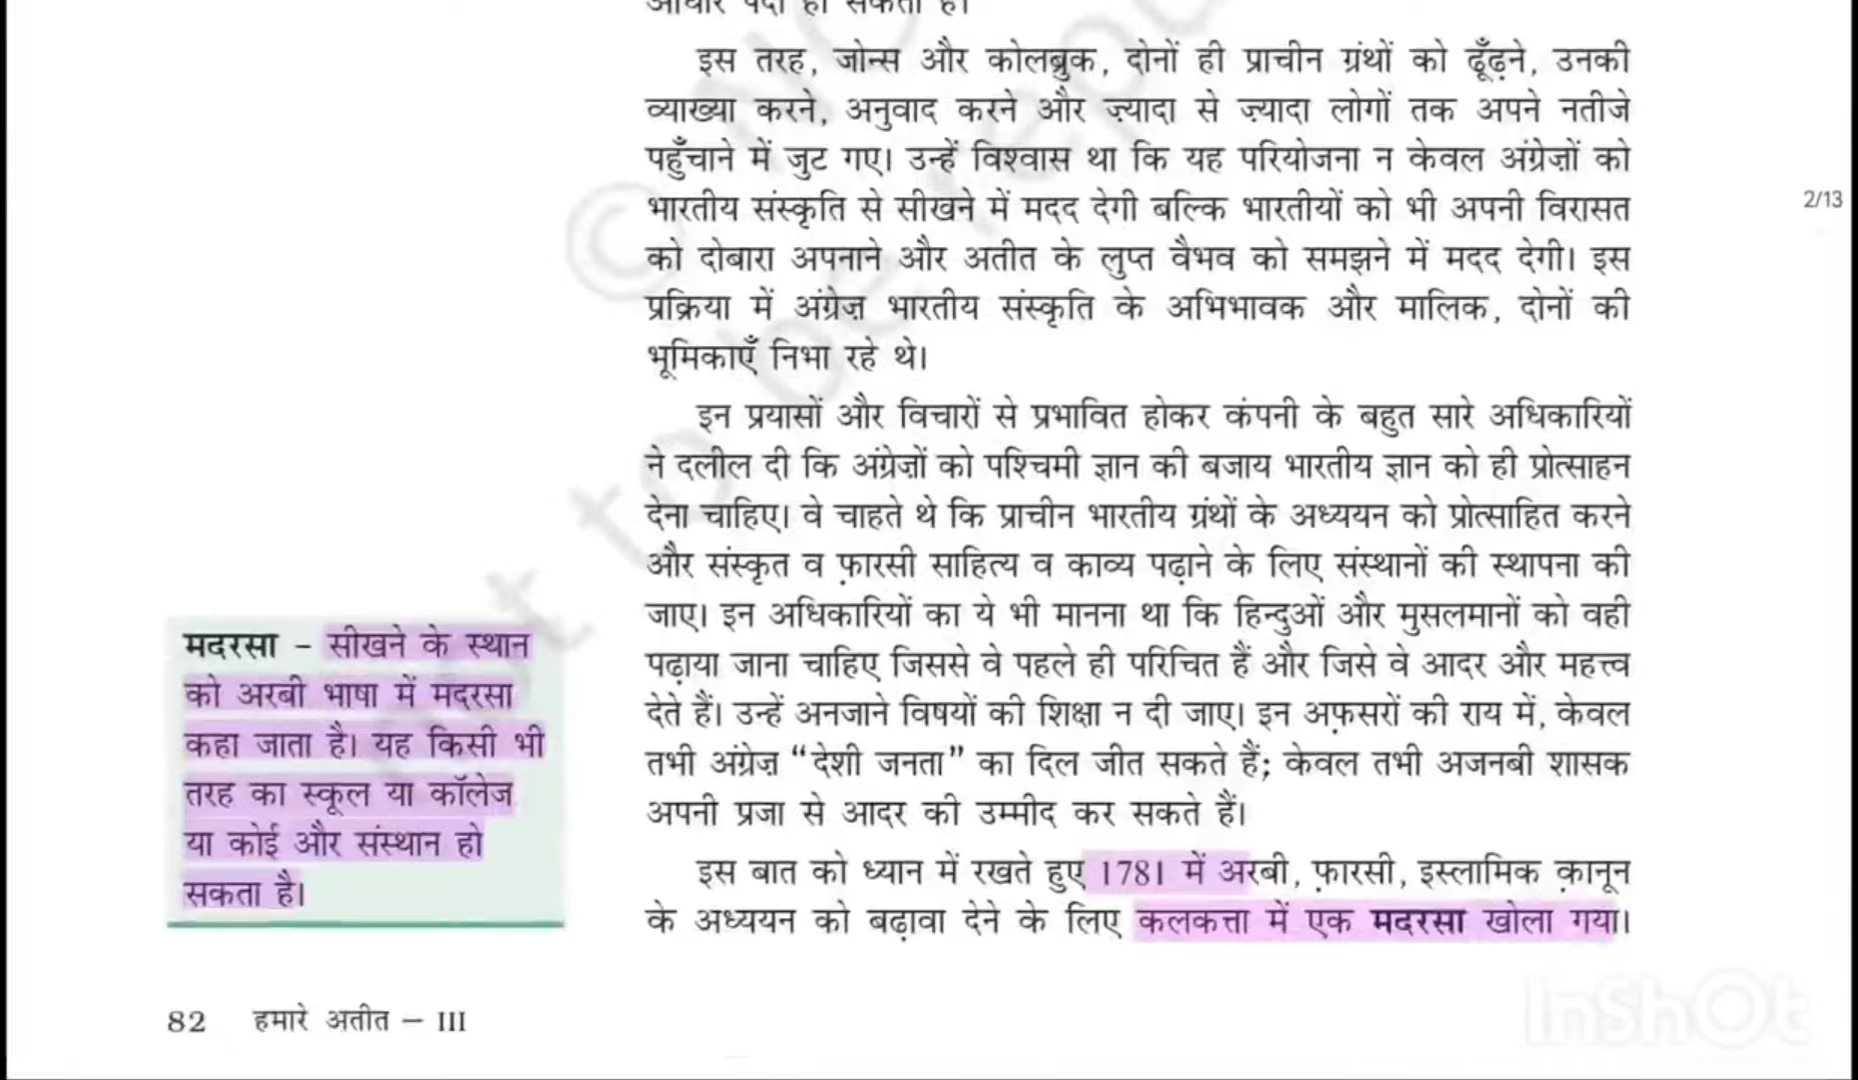 आधार पैदा हो सकता है।
इस तरह, जोन्स और कोलब्रुक, दोनों ही प्राचीन ग्रंथों को ढूँढ़ने, उनकी
व्याख्या करने, अनुवाद करने और ज़्यादा से ज़्यादा लोगों तक अपने नतीजे
पहुँचाने में जुट गए। उन्हें विश्वास था कि यह परियोजना न केवल अंग्रेज़ों को
भारतीय संस्कृति से सीखने में मदद देगी बल्कि भारतीयों को भी अपनी विरासत
को दोबारा अपनाने और अतीत के लुप्त वैभव को समझने में मदद देगी। इस
प्रक्रिया में अंग्रेज़ भारतीय संस्कृति के अभिभावक और मालिक, दोनों की
भूमिकाएँ निभा रहे थे।
इन प्रयासों और विचारों से प्रभावित होकर कंपनी के बहुत सारे अधिकारियों
ने दलील दी कि अंग्रेज़ों को पश्चिमी ज्ञान की बजाय भारतीय ज्ञान को ही प्रोत्साहन
देना चाहिए। वे चाहते थे कि प्राचीन भारतीय ग्रंथों के अध्ययन को प्रोत्साहित करने
और संस्कृत व फ़ारसी साहित्य व काव्य पढ़ाने के लिए संस्थानों की स्थापना की
जाए। इन अधिकारियों का ये भी मानना था कि हिन्दुओं और मुसलमानों को वही
पढ़ाया जाना चाहिए जिससे वे पहले ही परिचित हैं और जिसे वे आदर और महत्त्व
देते हैं। उन्हें अनजाने विषयों की शिक्षा न दी जाए। इन अफ़सरों की राय में, केवल
तभी अंग्रेज़ “देशी जनता” का दिल जीत सकते हैं; केवल तभी अजनबी शासक
अपनी प्रजा से आदर की उम्मीद कर सकते हैं।
इस बात को ध्यान में रखते हुए 1781 में अरबी, फ़ारसी, इस्लामिक क़ानून
के अध्ययन को बढ़ावा देने के लिए कलकत्ता में एक मदरसा खोला गया।
मदरसा – सीखने के स्थान
को अरबी भाषा में मदरसा
कहा जाता है। यह किसी भी
तरह का स्कूल या कॉलेज
या कोई और संस्थान हो
सकता है।
82 हमारे अतीत – III
2/13
InShOt
© NC
not to be repu